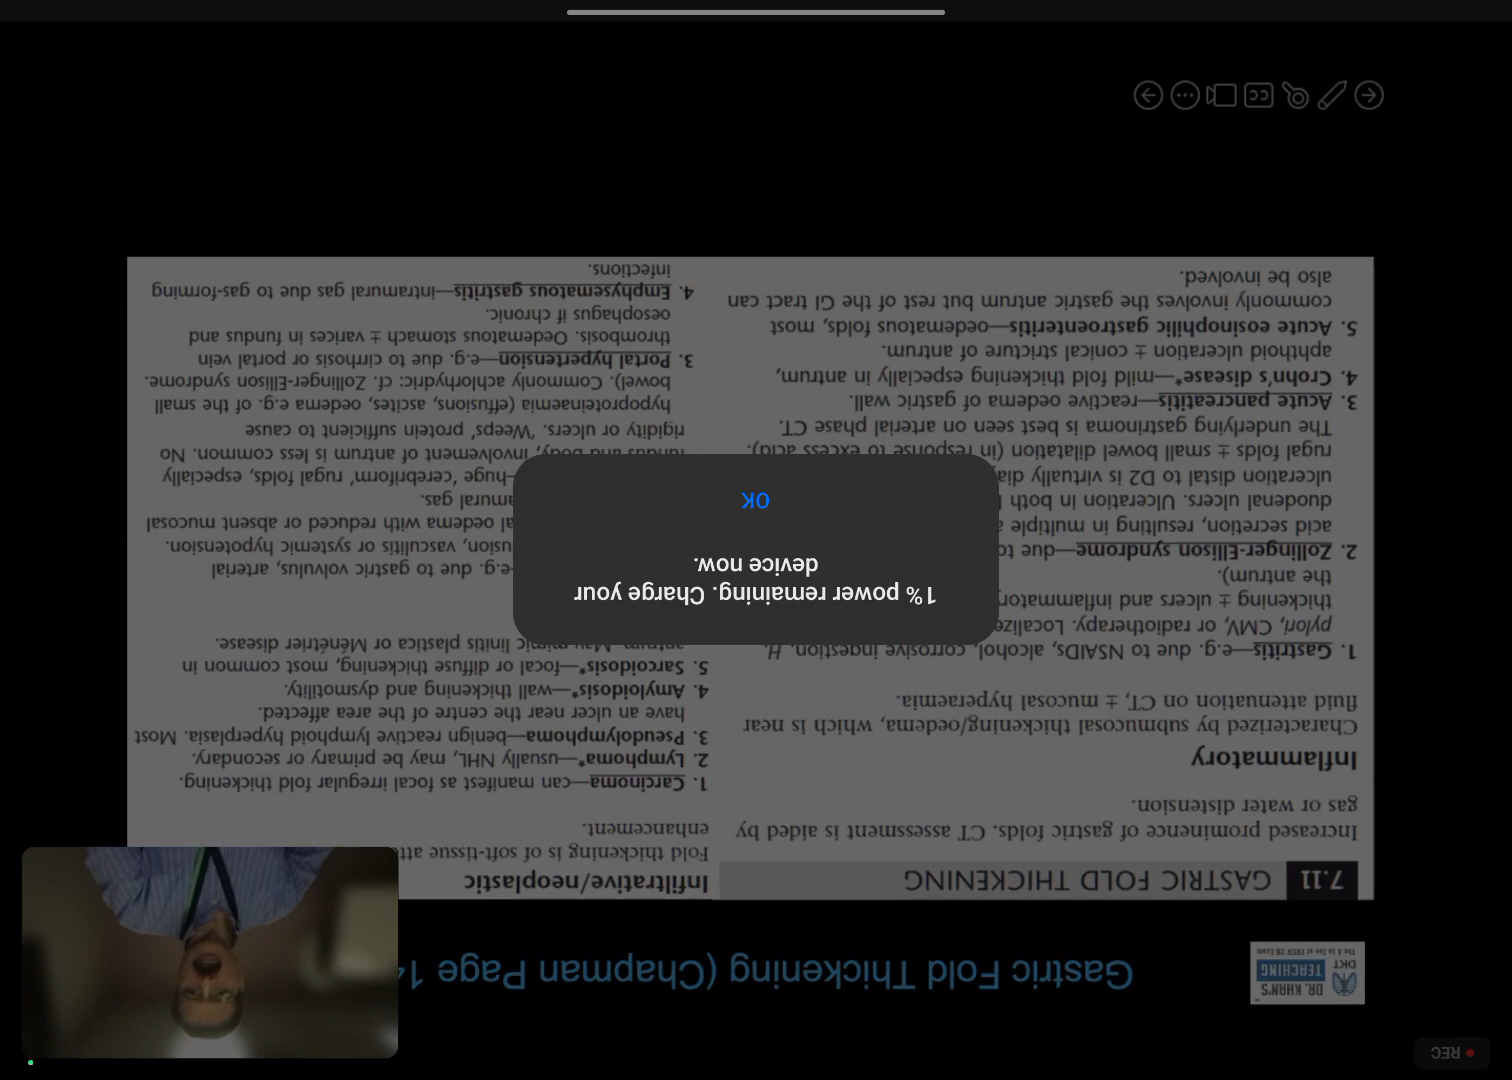 REC
DR. KHAN'S
TEACHING
DKT
The A to Zen of FRCR 2B Exam
Gastric Fold Thickening (Chapman Page 14
7.11 GASTRIC FOLD THICKENING
Increased prominence of gastric folds. CT assessment is aided by
gas or water distension.
Inflammatory
Characterized by submucosal thickening/oedema, which is near
fluid attenuation on CT, ± mucosal hyperaemia.
1. Gastritis—e.g. due to NSAIDs, alcohol, corrosive ingestion, H.
pylori, CMV, or radiotherapy. Localize
thickening ± ulcers and inflammatory
the antrum).
2. Zollinger-Ellison syndrome—due to
acid secretion, resulting in multiple
duodenal ulcers. Ulceration in both
ulceration distal to D2 is virtually dia
rugal folds ± small bowel dilatation (in response to excess acid).
The underlying gastrinoma is best seen on arterial phase CT.
3. Acute pancreatitis—reactive oedema of gastric wall.
4. Crohn's disease*—mild fold thickening especially in antrum,
aphthoid ulceration ± conical stricture of antrum.
5. Acute eosinophilic gastroenteritis—oedematous folds, most
commonly involves the gastric antrum but rest of the GI tract can
also be involved.
Infiltrative/neoplastic
Fold thickening is of soft-tissue atte
enhancement.
1. Carcinoma—can manifest as focal irregular fold thickening.
2. Lymphoma*—usually NHL, may be primary or secondary.
3. Pseudolymphoma—benign reactive lymphoid hyperplasia. Most
have an ulcer near the centre of the area affected.
4. Amyloidosis*—wall thickening and dysmotility.
5. Sarcoidosis*—focal or diffuse thickening, most common in
antrum. May mimic linitis plastica or Ménétrier disease.
—e.g. due to gastric volvulus, arterial
usion, vasculitis or systemic hypotension.
al oedema with reduced or absent mucosal
amural gas.
—huge 'cerebriform' rugal folds, especially
fundus and body, involvement of antrum is less common. No
rigidity or ulcers. 'Weeps' protein sufficient to cause
hypoproteinaemia (effusions, ascites, oedema e.g. of the small
bowel). Commonly achlorhydric: cf. Zollinger-Ellison syndrome.
3. Portal hypertension—e.g. due to cirrhosis or portal vein
thrombosis. Oedematous stomach ± varices in fundus and
oesophagus if chronic.
4. Emphysematous gastritis—intramural gas due to gas-forming
infections.
1% power remaining. Charge your
device now.
OK
CC